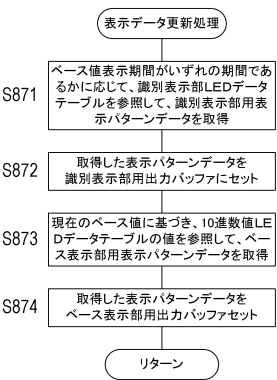 表示データ更新処理
S871
ベース値表示期間がいずれの期間であ
るかに応じて、識別表示部LEDデータ
テーブルを参照して、識別表示部用表
示パターンデータを取得
S872
取得した表示パターンデータを
識別表示部用出力バッファにセット
S873
現在のベース値に基づき、10進数値LE
Dデータテーブルの値を参照して、ベー
ス表示部用表示パターンデータを取得
S874
取得した表示パターンデータを
ベース表示部用出力バッファセット
リターン